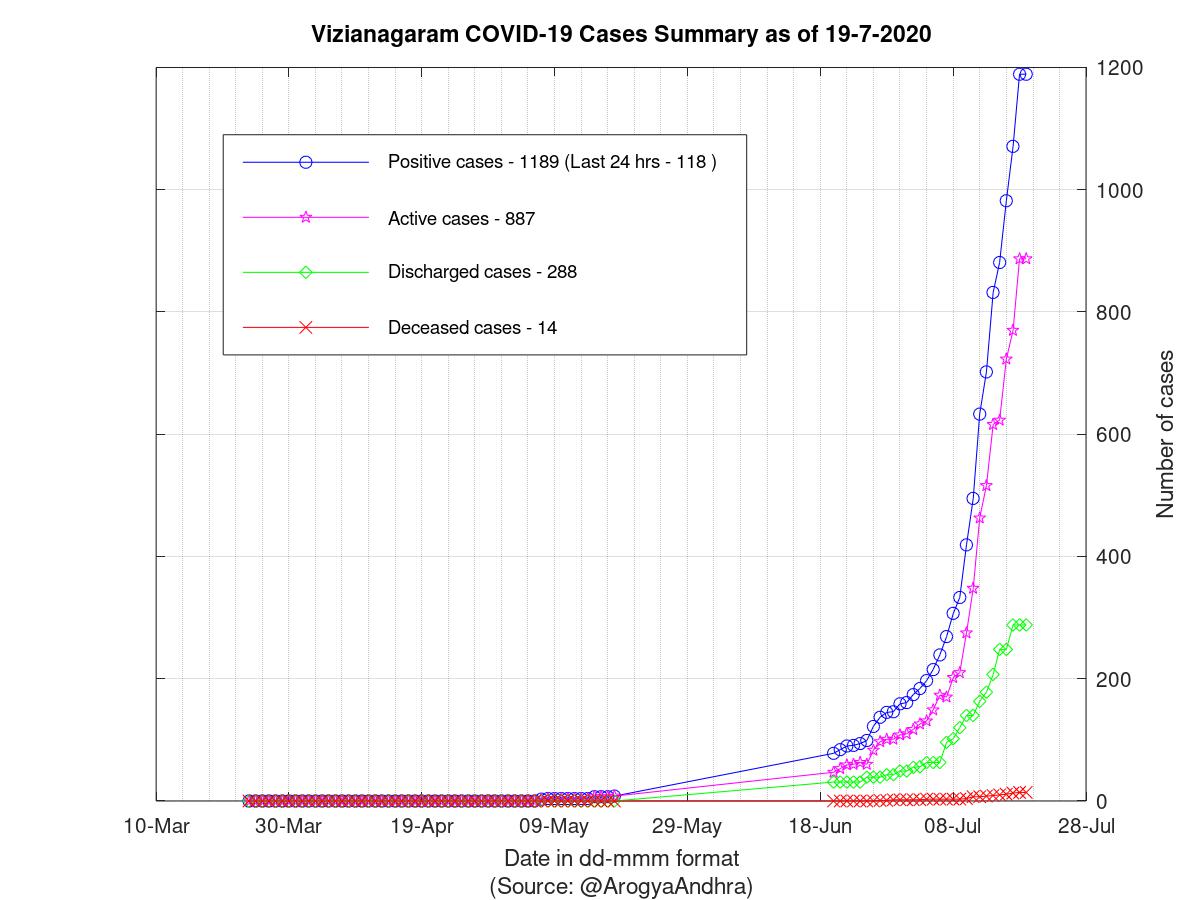 Vizianagaram COVID-19 Cases Summary as of 19-7-2020
Positive cases - 1189 (Last 24 hrs - 118 )
Active cases - 887
Discharged cases - 288
Deceased cases - 14
1200
1000
800
600
400
200
0
Number of cases
10-Mar 30-Mar 19-Apr 09-May 29-May 18-Jun 08-Jul 28-Jul
Date in dd-mmm format
(Source: @ArogyaAndhra)